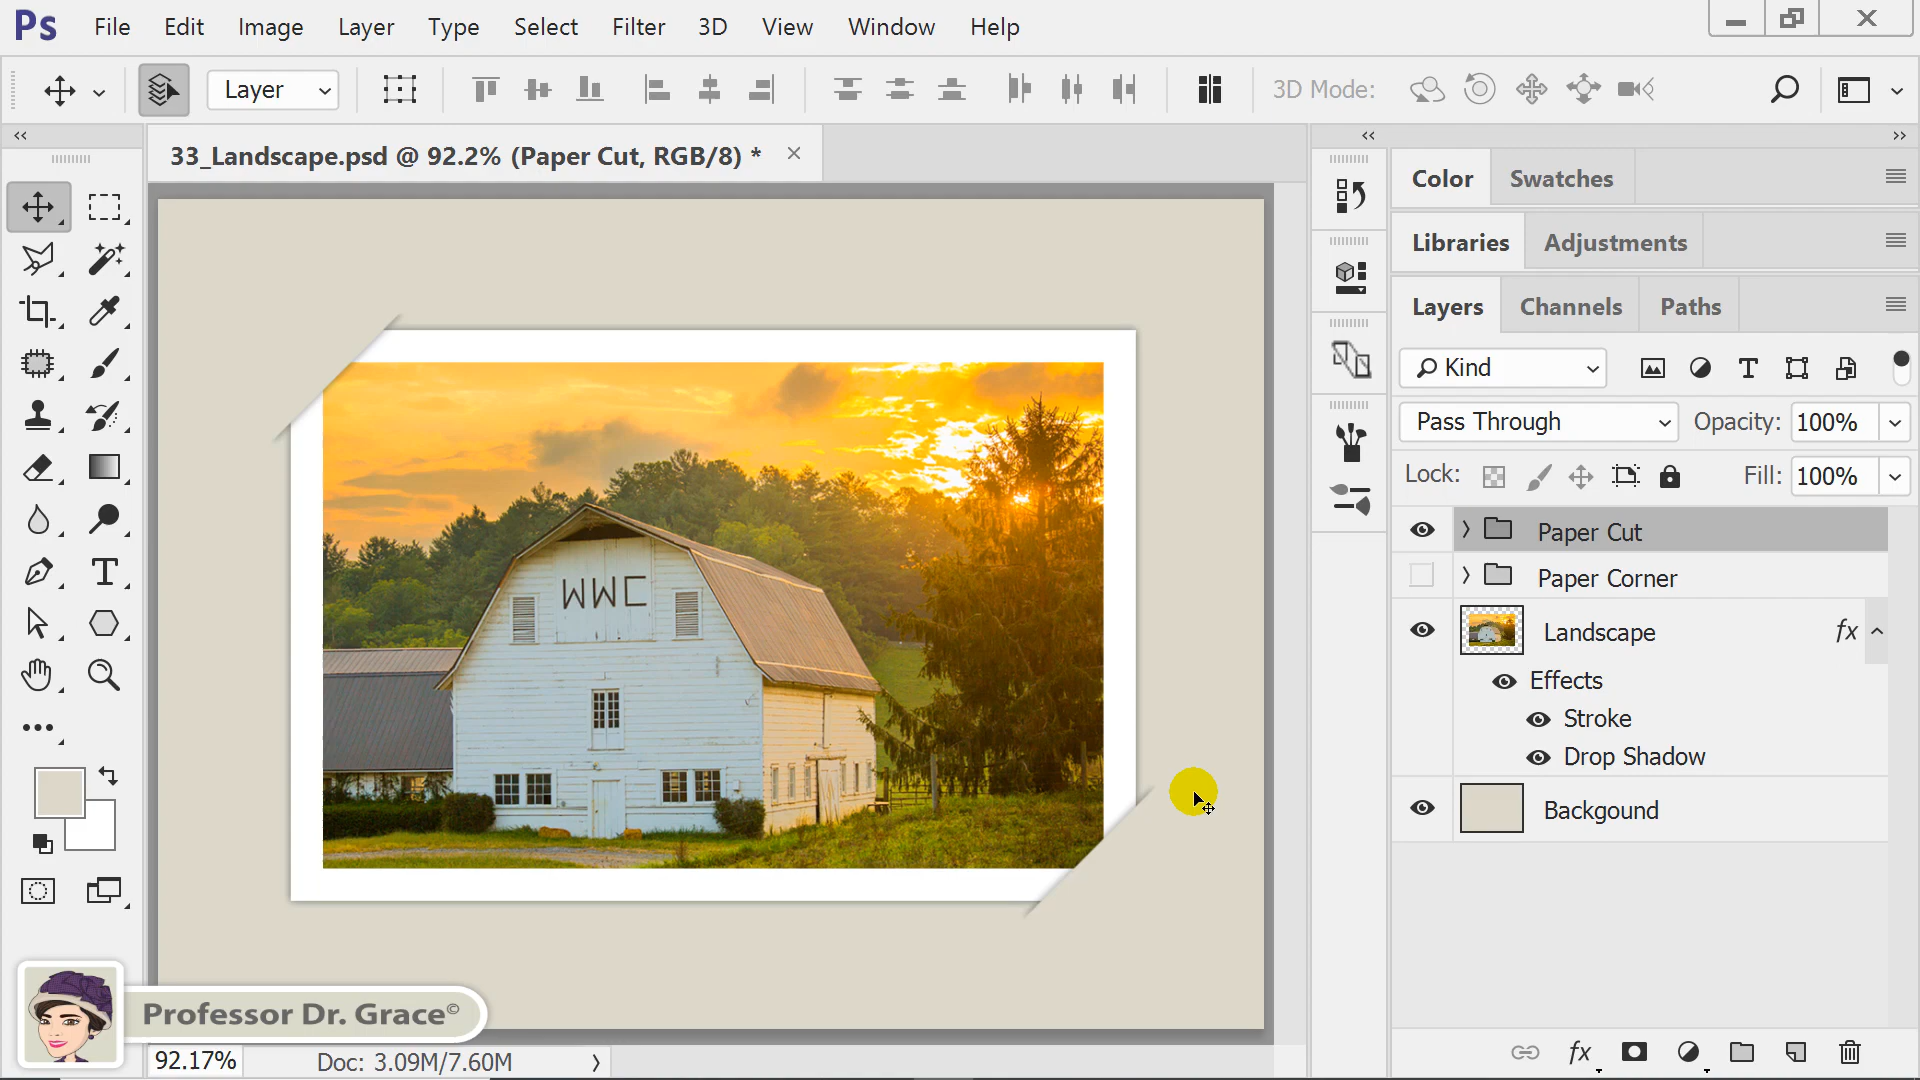 Ps File Edit Image Layer Type Select Filter 3D View Window Help
Layer 3D Mode:
33_Landscape.psd @ 92.2% (Paper Cut, RGB/8) *
Color Swatches
Libraries Adjustments
Layers Channels Paths
Kind
Pass Through Opacity: 100%
Lock: Fill: 100%
Paper Cut
Paper Corner
Landscape fx
Effects
Stroke
Drop Shadow
Backgound
WWC
Professor Dr. Grace©
92.17% Doc: 3.09M/7.60M
fx